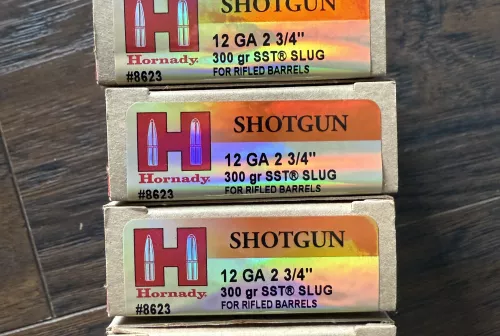 SHOTGUN
H
12 GA 2 3/4"
300 gr SST® SLUG
Hornady.
FOR RIFLED BARRELS
#8623
H
SHOTGUN
12 GA 2 3/4"
300 gr SST® SLUG
Hornady.
FOR RIFLED BARRELS
#8623
H
SHOTGUN
12 GA 2 3/4"
300 gr SST® SLUG
Hornady.
FOR RIFLED BARRELS
#8623